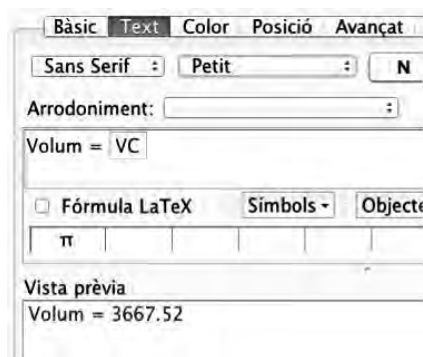 Bàsic Text Color Posició Avançat
Sans Serif Petit N
Arrodoniment:
Volum = VC
Fórmula LaTeX Símbols Objecte
π
Vista prèvia
Volum = 3667.52